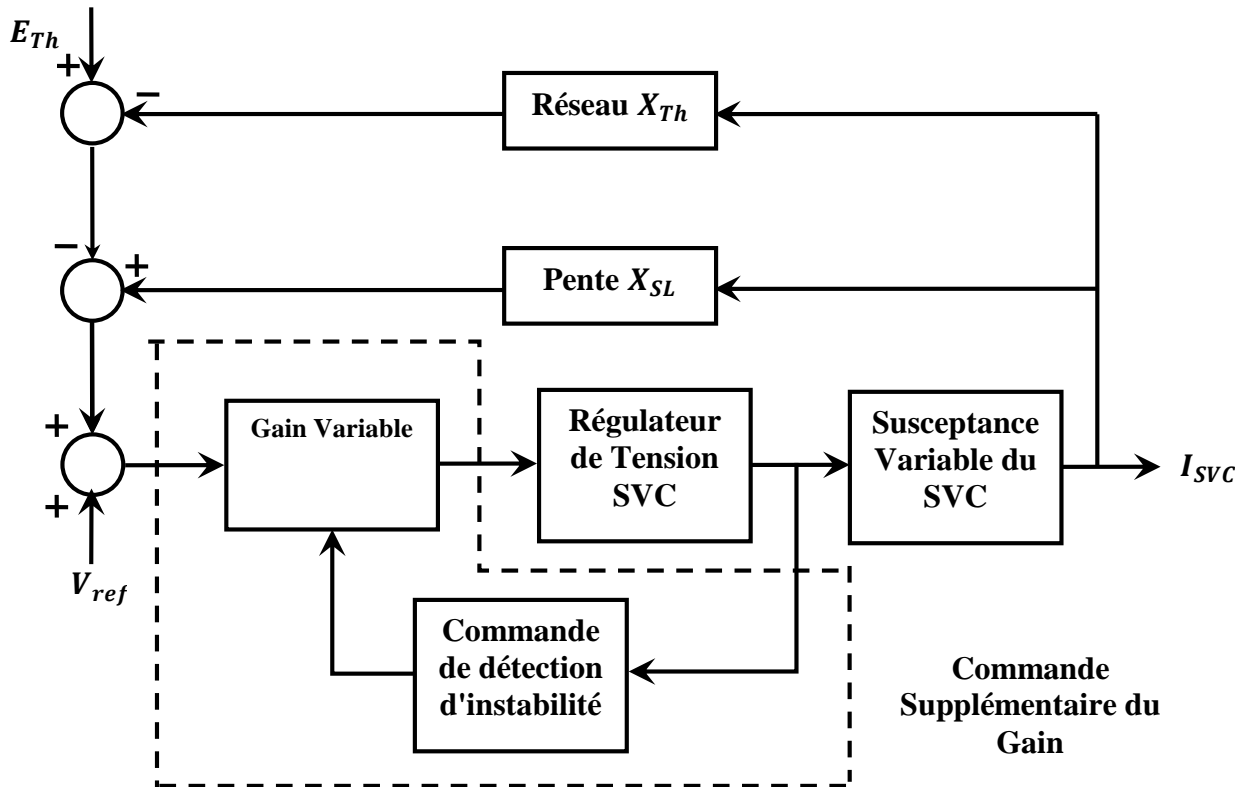 E_Th
+
−
Réseau X_Th
−
+
Pente X_SL
+
+
V_ref
Gain Variable
Régulateur
de Tension
SVC
Susceptance
Variable du
SVC
I_SVC
Commande
de détection
d'instabilité
Commande
Supplémentaire du
Gain